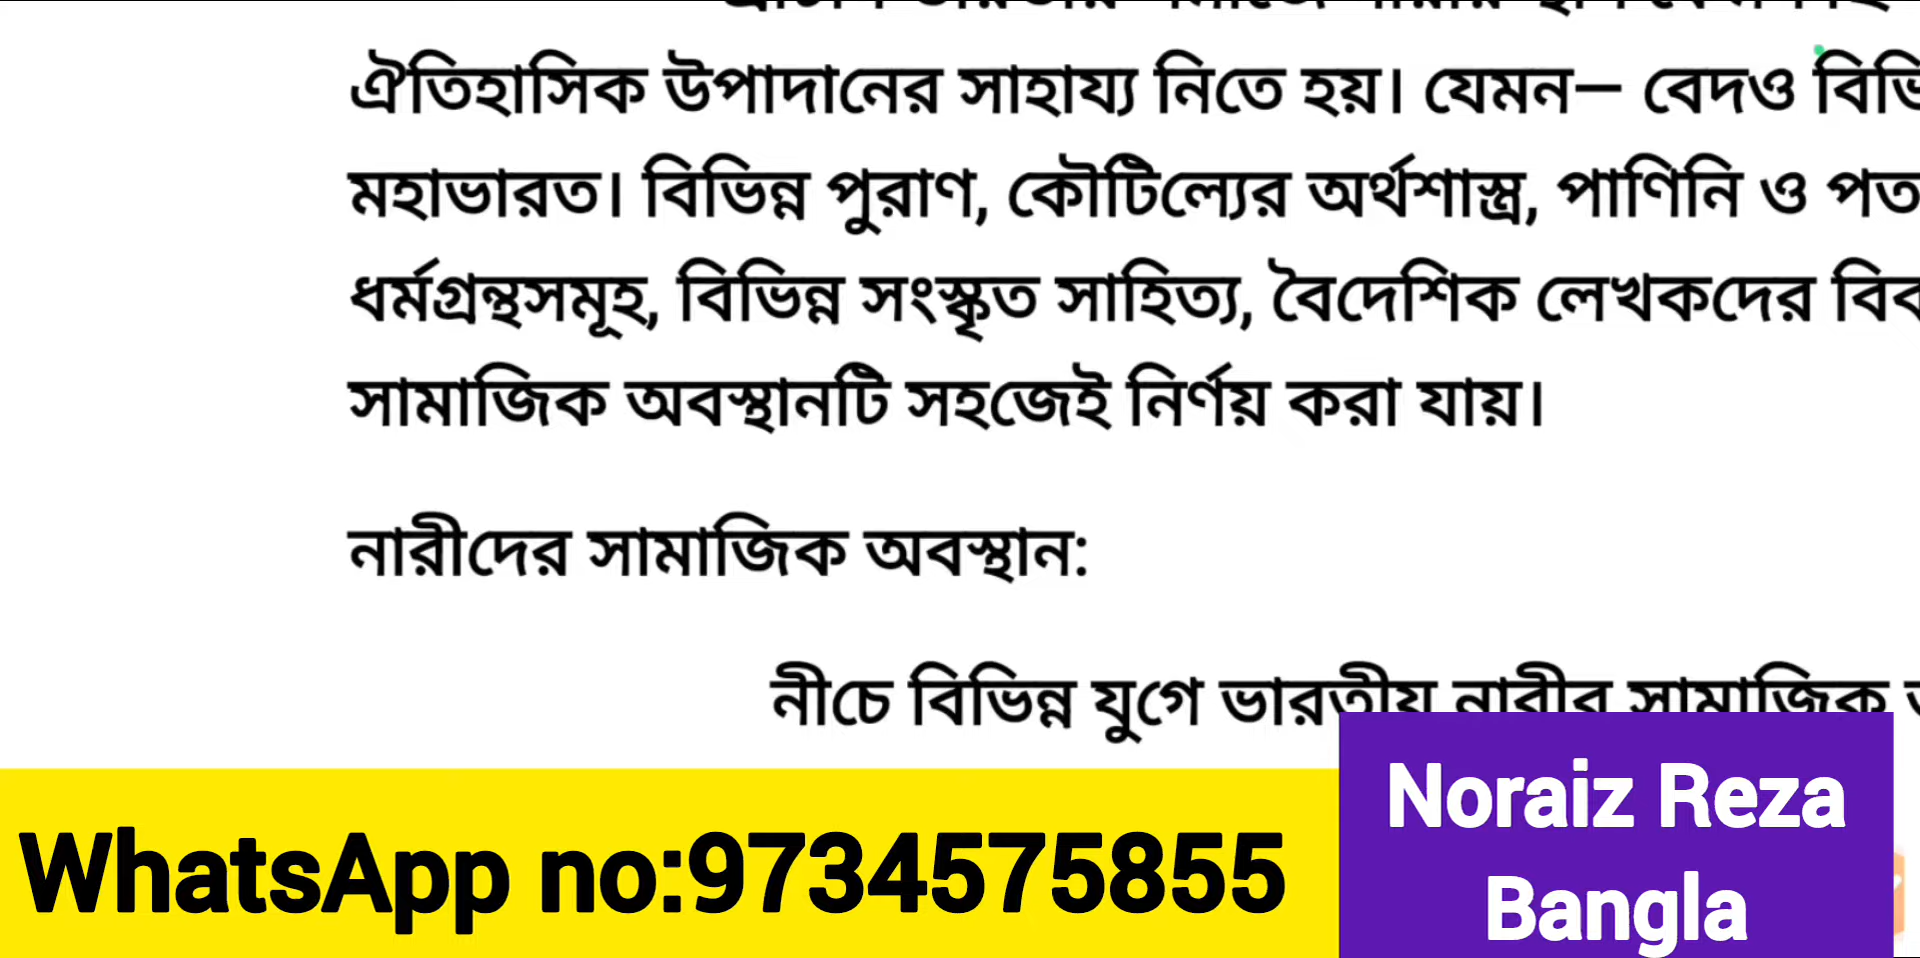 ঐতিহাসিক উপাদানের সাহায্য নিতে হয়। যেমন— বেদও
মহাভারত। বিভিন্ন পুরাণ, কৌটিল্যের অর্থশাস্ত্র, পাণিনি ও
ধর্মগ্রন্থসমূহ, বিভিন্ন সংস্কৃত সাহিত্য, বৈদেশিক লেখকদের
সামাজিক অবস্থানটি সহজেই নির্ণয় করা যায়।
নারীদের সামাজিক অবস্থান:
নীচে বিভিন্ন যুগে ভারতীয় নারীর সামাজিক
WhatsApp no:9734575855
Noraiz Reza
Bangla